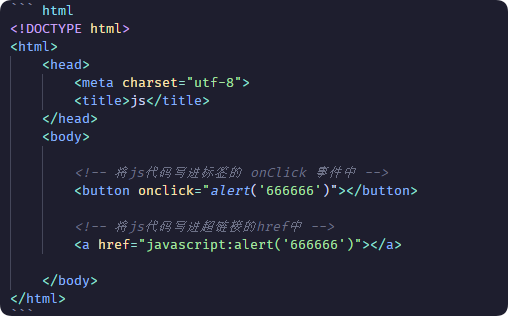 ``` html
<!DOCTYPE html>
<html>
    <head>
        <meta charset="utf-8">
        <title>js</title>
    </head>
    <body>
        <!-- 将js代码写进标签的 onClick 事件中 -->
        <button onclick="alert('666666')"></button>
        <!-- 将js代码写进超链接的href中 -->
        <a href="javascript:alert('666666')"></a>
    </body>
</html>
```